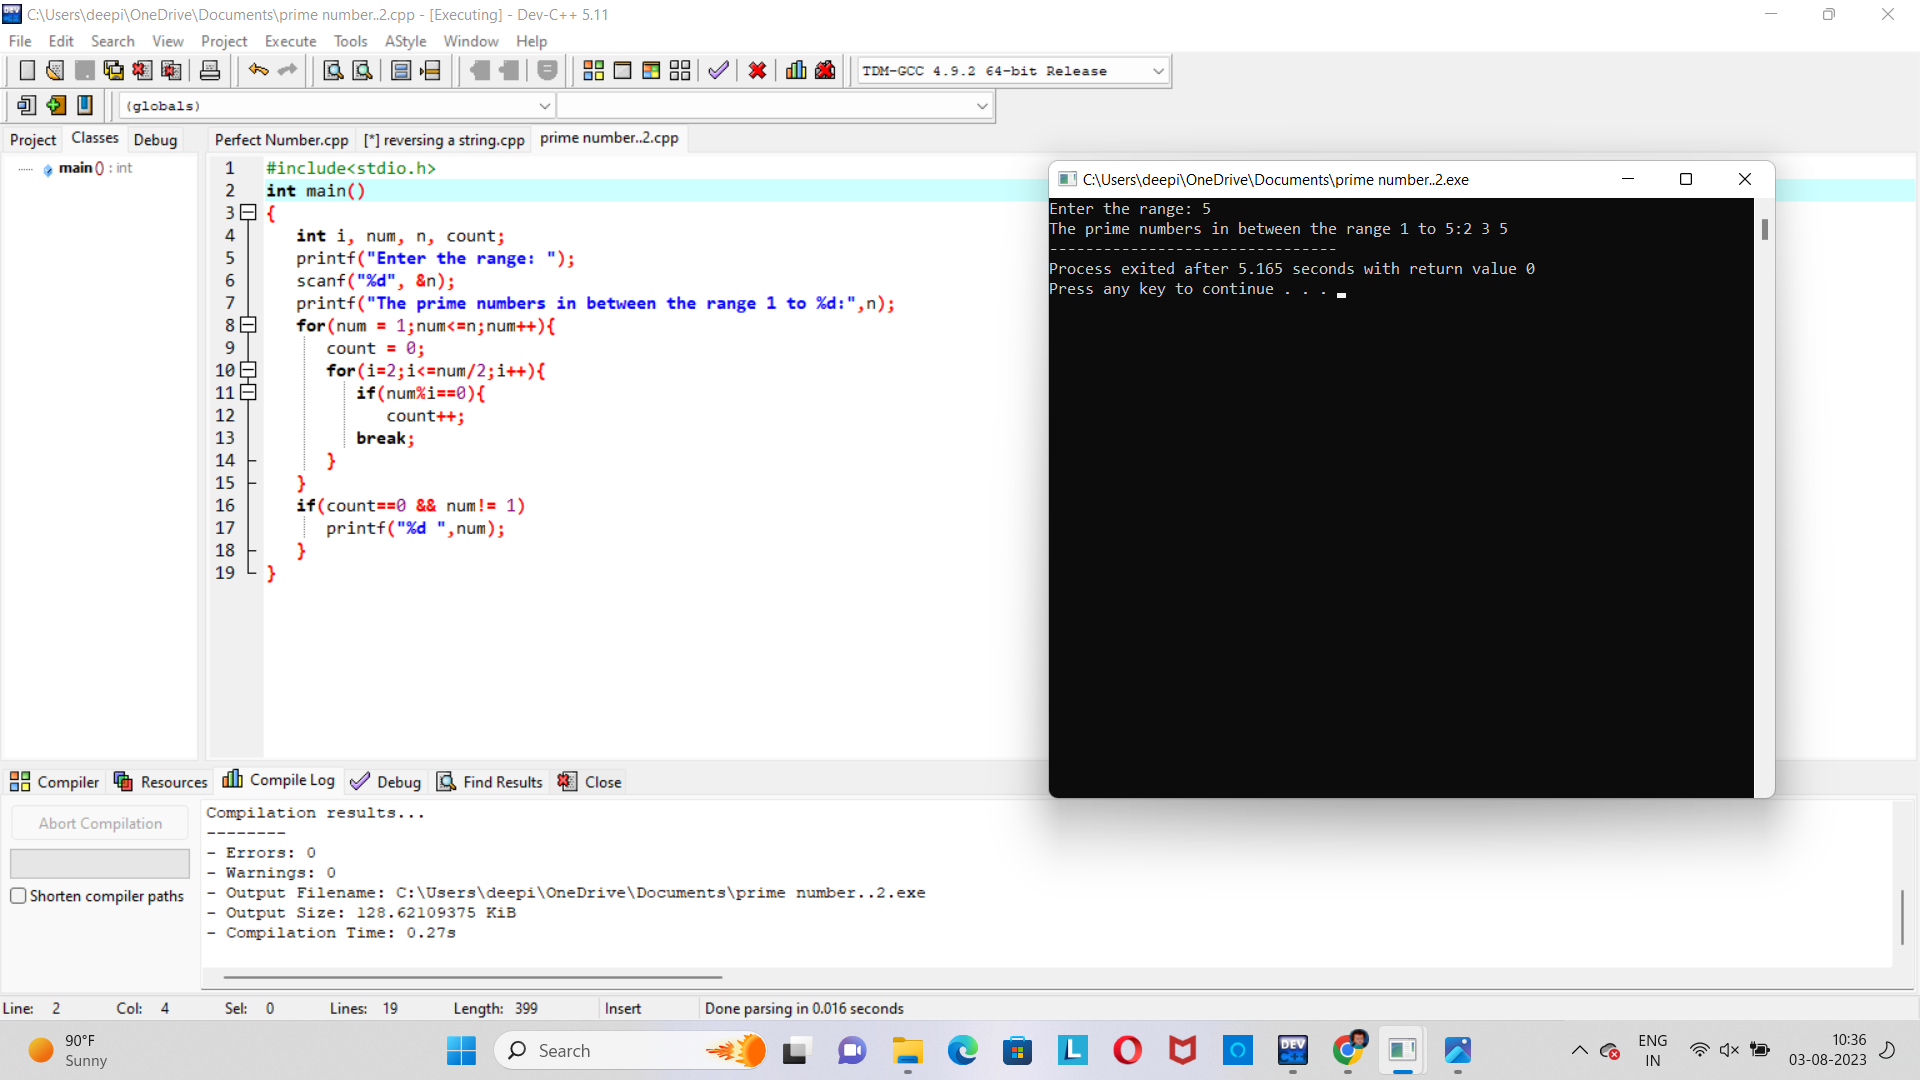 C:\Users\deepi\OneDrive\Documents\prime number..2.cpp - [Executing] - Dev-C++ 5.11
File Edit Search View Project Execute Tools AStyle Window Help
TDM-GCC 4.9.2 64-bit Release
(globals)
Project Classes Debug
Perfect Number.cpp [*] reversing a string.cpp prime number..2.cpp
main() : int
1 #include<stdio.h>
2 int main()
3 {
4 int i, num, n, count;
5 printf("Enter the range: ");
6 scanf("%d", &n);
7 printf("The prime numbers in between the range 1 to %d:",n);
8 for(num = 1;num<=n;num++){
9 count = 0;
10 for(i=2;i<=num/2;i++){
11 if(num%i==0){
12 count++;
13 break;
14 }
15 }
16 if(count==0 && num!= 1)
17 printf("%d ",num);
18 }
19 }
C:\Users\deepi\OneDrive\Documents\prime number..2.exe
Enter the range: 5
The prime numbers in between the range 1 to 5:2 3 5
--------------------------------
Process exited after 5.165 seconds with return value 0
Press any key to continue . . .
Compiler Resources Compile Log Debug Find Results Close
Abort Compilation
Shorten compiler paths
Compilation results...
--------
- Errors: 0
- Warnings: 0
- Output Filename: C:\Users\deepi\OneDrive\Documents\prime number..2.exe
- Output Size: 128.62109375 KiB
- Compilation Time: 0.27s
Line: 2 Col: 4 Sel: 0 Lines: 19 Length: 399 Insert Done parsing in 0.016 seconds
90°F
Sunny
Search
L
DEV
C++
ENG
IN
10:36
03-08-2023